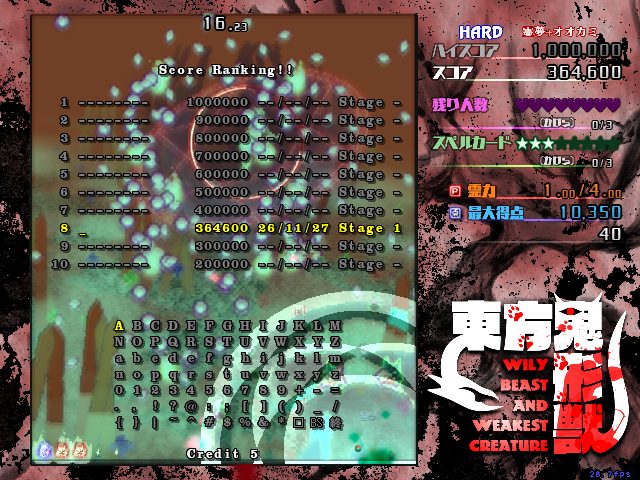 16.23
Score Ranking!!
1 -------- 1000000 --/--/-- Stage -
2 -------- 900000 --/--/-- Stage -
3 -------- 800000 --/--/-- Stage -
4 -------- 700000 --/--/-- Stage -
5 -------- 600000 --/--/-- Stage -
6 -------- 500000 --/--/-- Stage -
7 -------- 400000 --/--/-- Stage -
8 _ 364600 26/11/27 Stage 1
9 -------- 300000 --/--/-- Stage -
10 -------- 200000 --/--/-- Stage -
A B C D E F G H I J K L M
N O P Q R S T U V W X Y Z
a b c d e f g h i j k l m
n o p q r s t u v w x y z
0 1 2 3 4 5 6 7 8 9 + - =
. , ! ? @ : ; [ ] ( ) _ /
{ } | ~ ^ # $ % & * □ BS 終
Credit 5
HARD 霊夢+オオカミ
ハイスコア 1,000,000
スコア 364,600
残り人数
(かけら) 0/3
スペルカード ★★★
(かけら) 0/3
P 霊力 1.00/4.00
最大得点 10,350
40
東方鬼形獣
WILY
BEAST
AND
WEAKEST
CREATURE